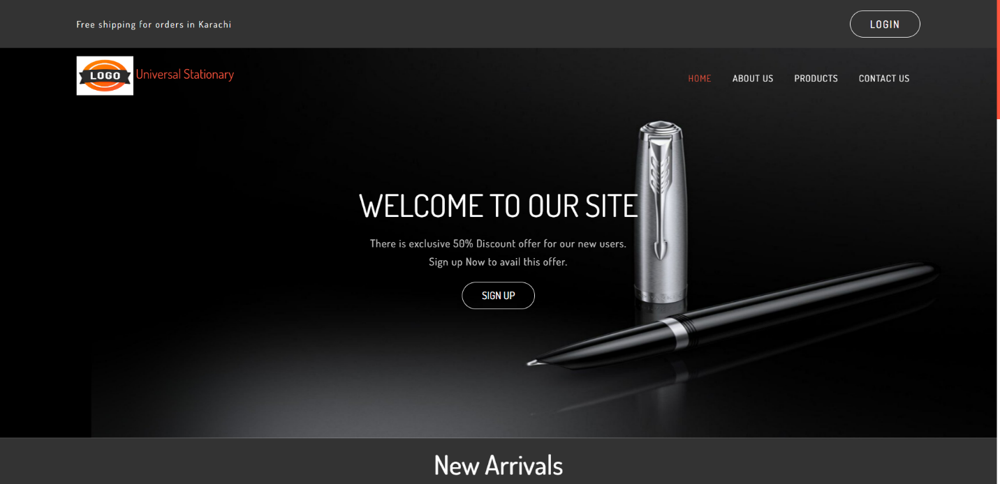 Free shipping for orders in Karachi
LOGIN
LOGO
Universal Stationary
HOME ABOUT US PRODUCTS CONTACT US
WELCOME TO OUR SITE
There is exclusive 50% Discount offer for our new users.
Sign up Now to avail this offer.
SIGN UP
New Arrivals